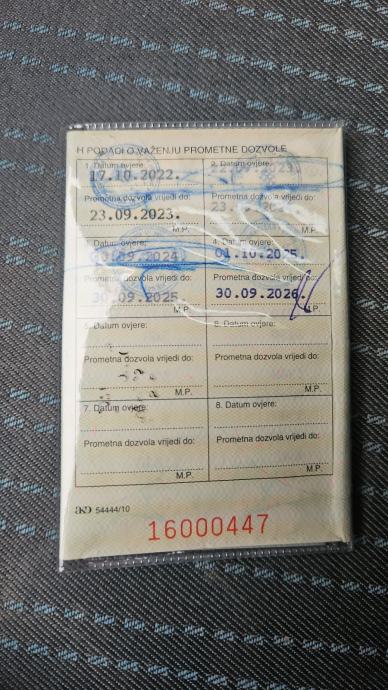 H PODACI O VAŽENJU PROMETNE DOZVOLE
1. Datum ovjere:
17.10.2022.
Prometna dozvola vrijedi do:
23.09.2023.
M.P.
2. Datum ovjere:
Prometna dozvola vrijedi do:
23.
M.P.
Datum ovjere:
09.2024
Prometna dozvola vrijedi do:
30.09.2025
M.P.
4. Datum ovjere:
01.10.2025.
Prometna dozvola vrijedi do:
30.09.2026.
M.P.
5. Datum ovjere:
Prometna dozvola vrijedi do:
M.P.
6. Datum ovjere:
Prometna dozvola vrijedi do:
M.P.
7. Datum ovjere:
Prometna dozvola vrijedi do:
M.P.
8. Datum ovjere:
Prometna dozvola vrijedi do:
M.P.
54444/10
16000447